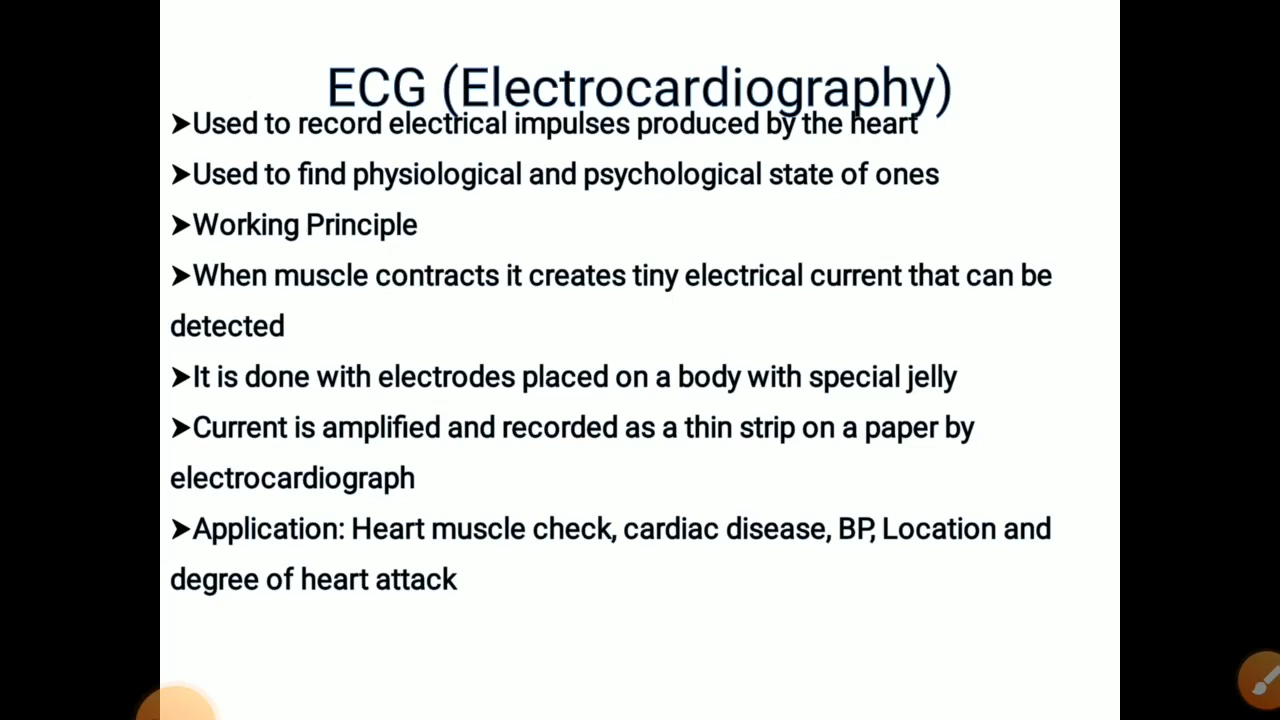 ECG (Electrocardiography)
➤Used to record electrical impulses produced by the heart
➤Used to find physiological and psychological state of ones
➤Working Principle
➤When muscle contracts it creates tiny electrical current that can be
detected
➤It is done with electrodes placed on a body with special jelly
➤Current is amplified and recorded as a thin strip on a paper by
electrocardiograph
➤Application: Heart muscle check, cardiac disease, BP, Location and
degree of heart attack